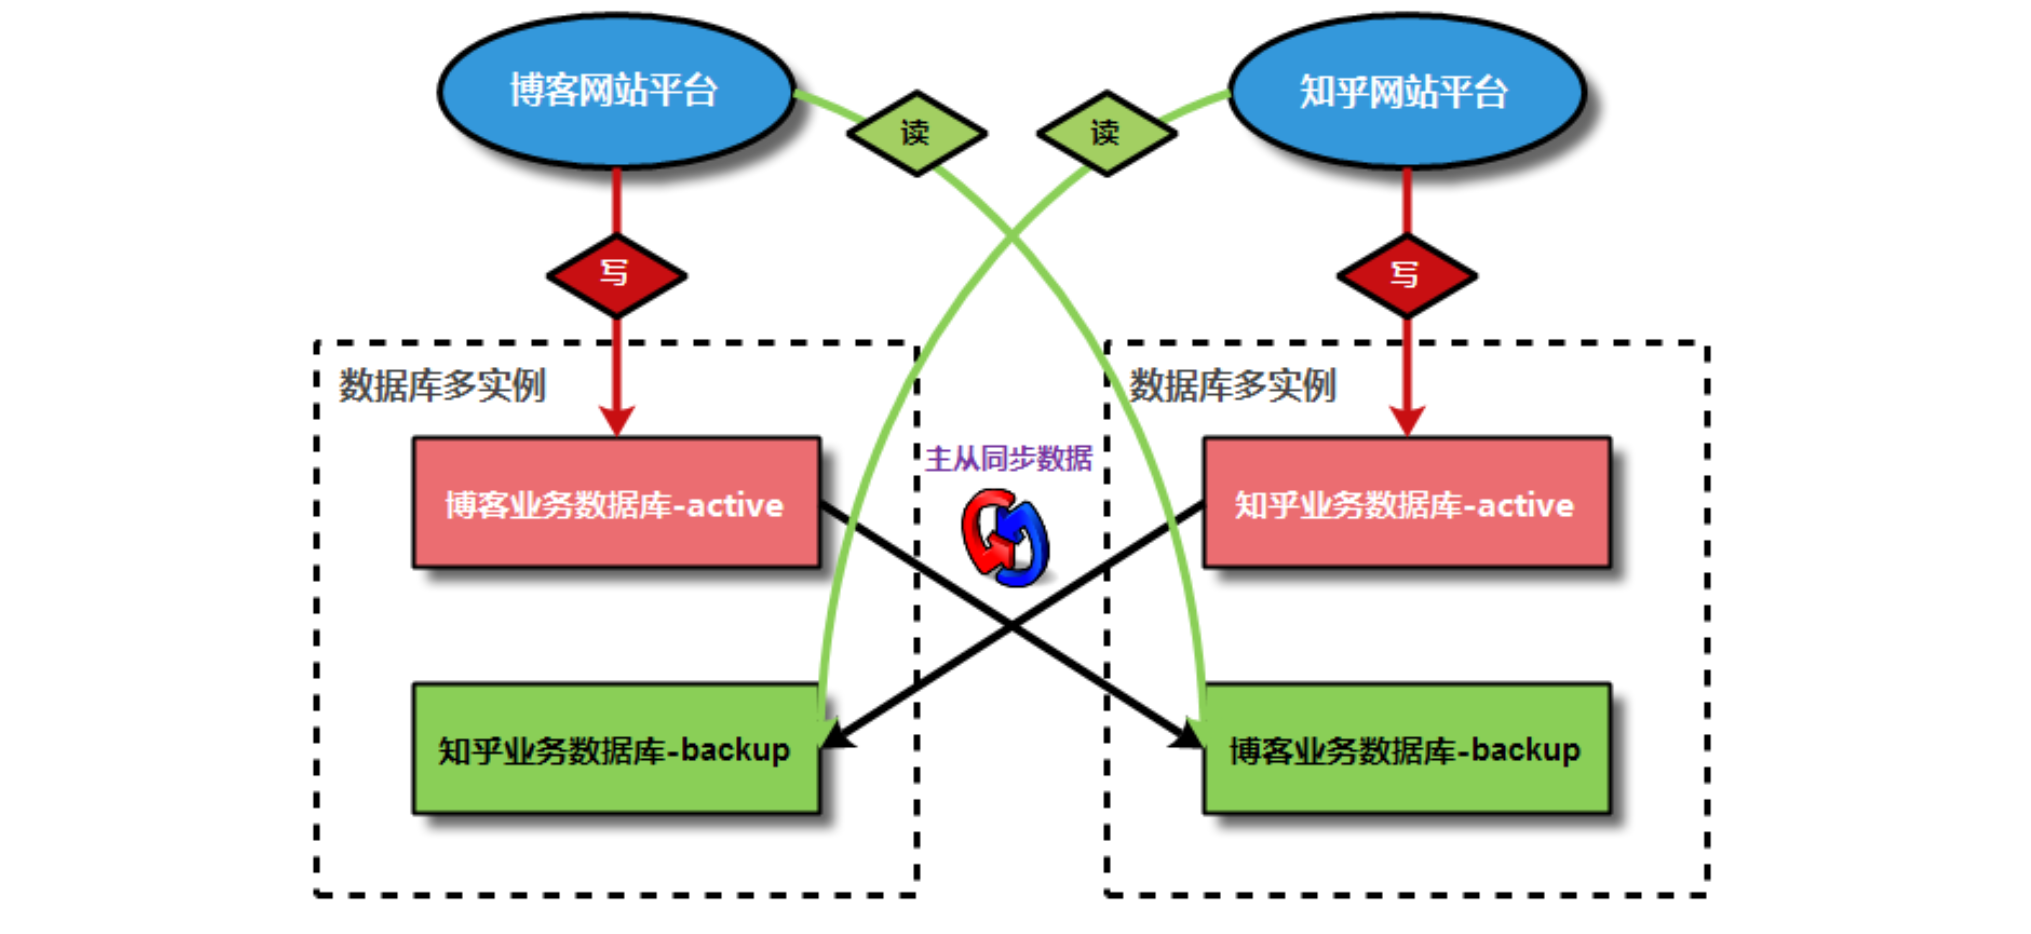 博客网站平台
读
读
知乎网站平台
写
写
数据库多实例
数据库多实例
主从同步数据
博客业务数据库-active
知乎业务数据库-active
知乎业务数据库-backup
博客业务数据库-backup